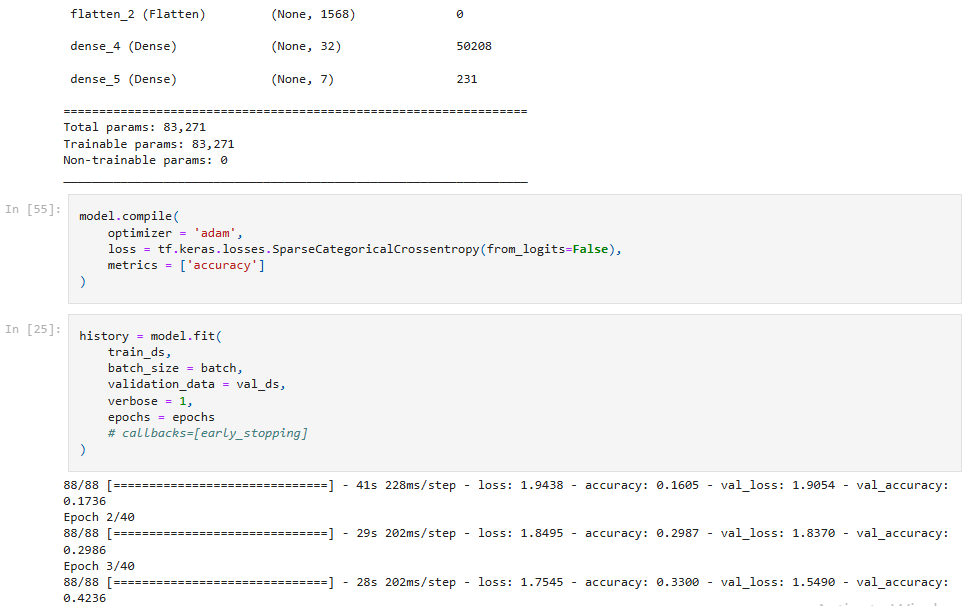 flatten_2 (Flatten) (None, 1568) 0
dense_4 (Dense) (None, 32) 50208
dense_5 (Dense) (None, 7) 231
=================================================================
Total params: 83,271
Trainable params: 83,271
Non-trainable params: 0
_________________________________________________________________
In [55]:
model.compile(
    optimizer = 'adam',
    loss = tf.keras.losses.SparseCategoricalCrossentropy(from_logits=False),
    metrics = ['accuracy']
)
In [25]:
history = model.fit(
    train_ds,
    batch_size = batch,
    validation_data = val_ds,
    verbose = 1,
    epochs = epochs
    # callbacks=[early_stopping]
)
88/88 [==============================] - 41s 228ms/step - loss: 1.9438 - accuracy: 0.1605 - val_loss: 1.9054 - val_accuracy:
0.1736
Epoch 2/40
88/88 [==============================] - 29s 202ms/step - loss: 1.8495 - accuracy: 0.2987 - val_loss: 1.8370 - val_accuracy:
0.2986
Epoch 3/40
88/88 [==============================] - 28s 202ms/step - loss: 1.7545 - accuracy: 0.3300 - val_loss: 1.5490 - val_accuracy:
0.4236